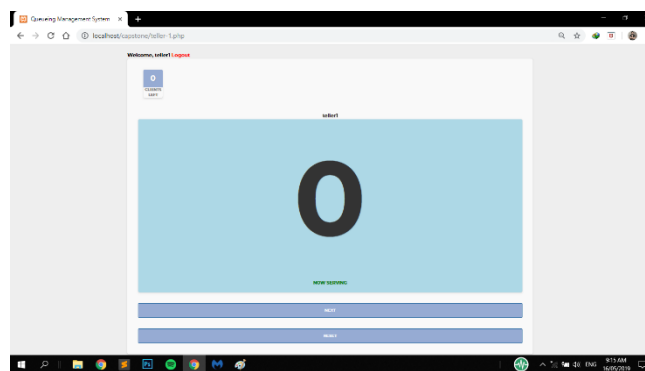 Queueing Management System
localhost/capstone/teller-1.php
Welcome, teller1 Logout
0
CLIENTS
LEFT
teller1
0
NOW SERVING
NEXT
ENG
9:15 AM
16/05/2019